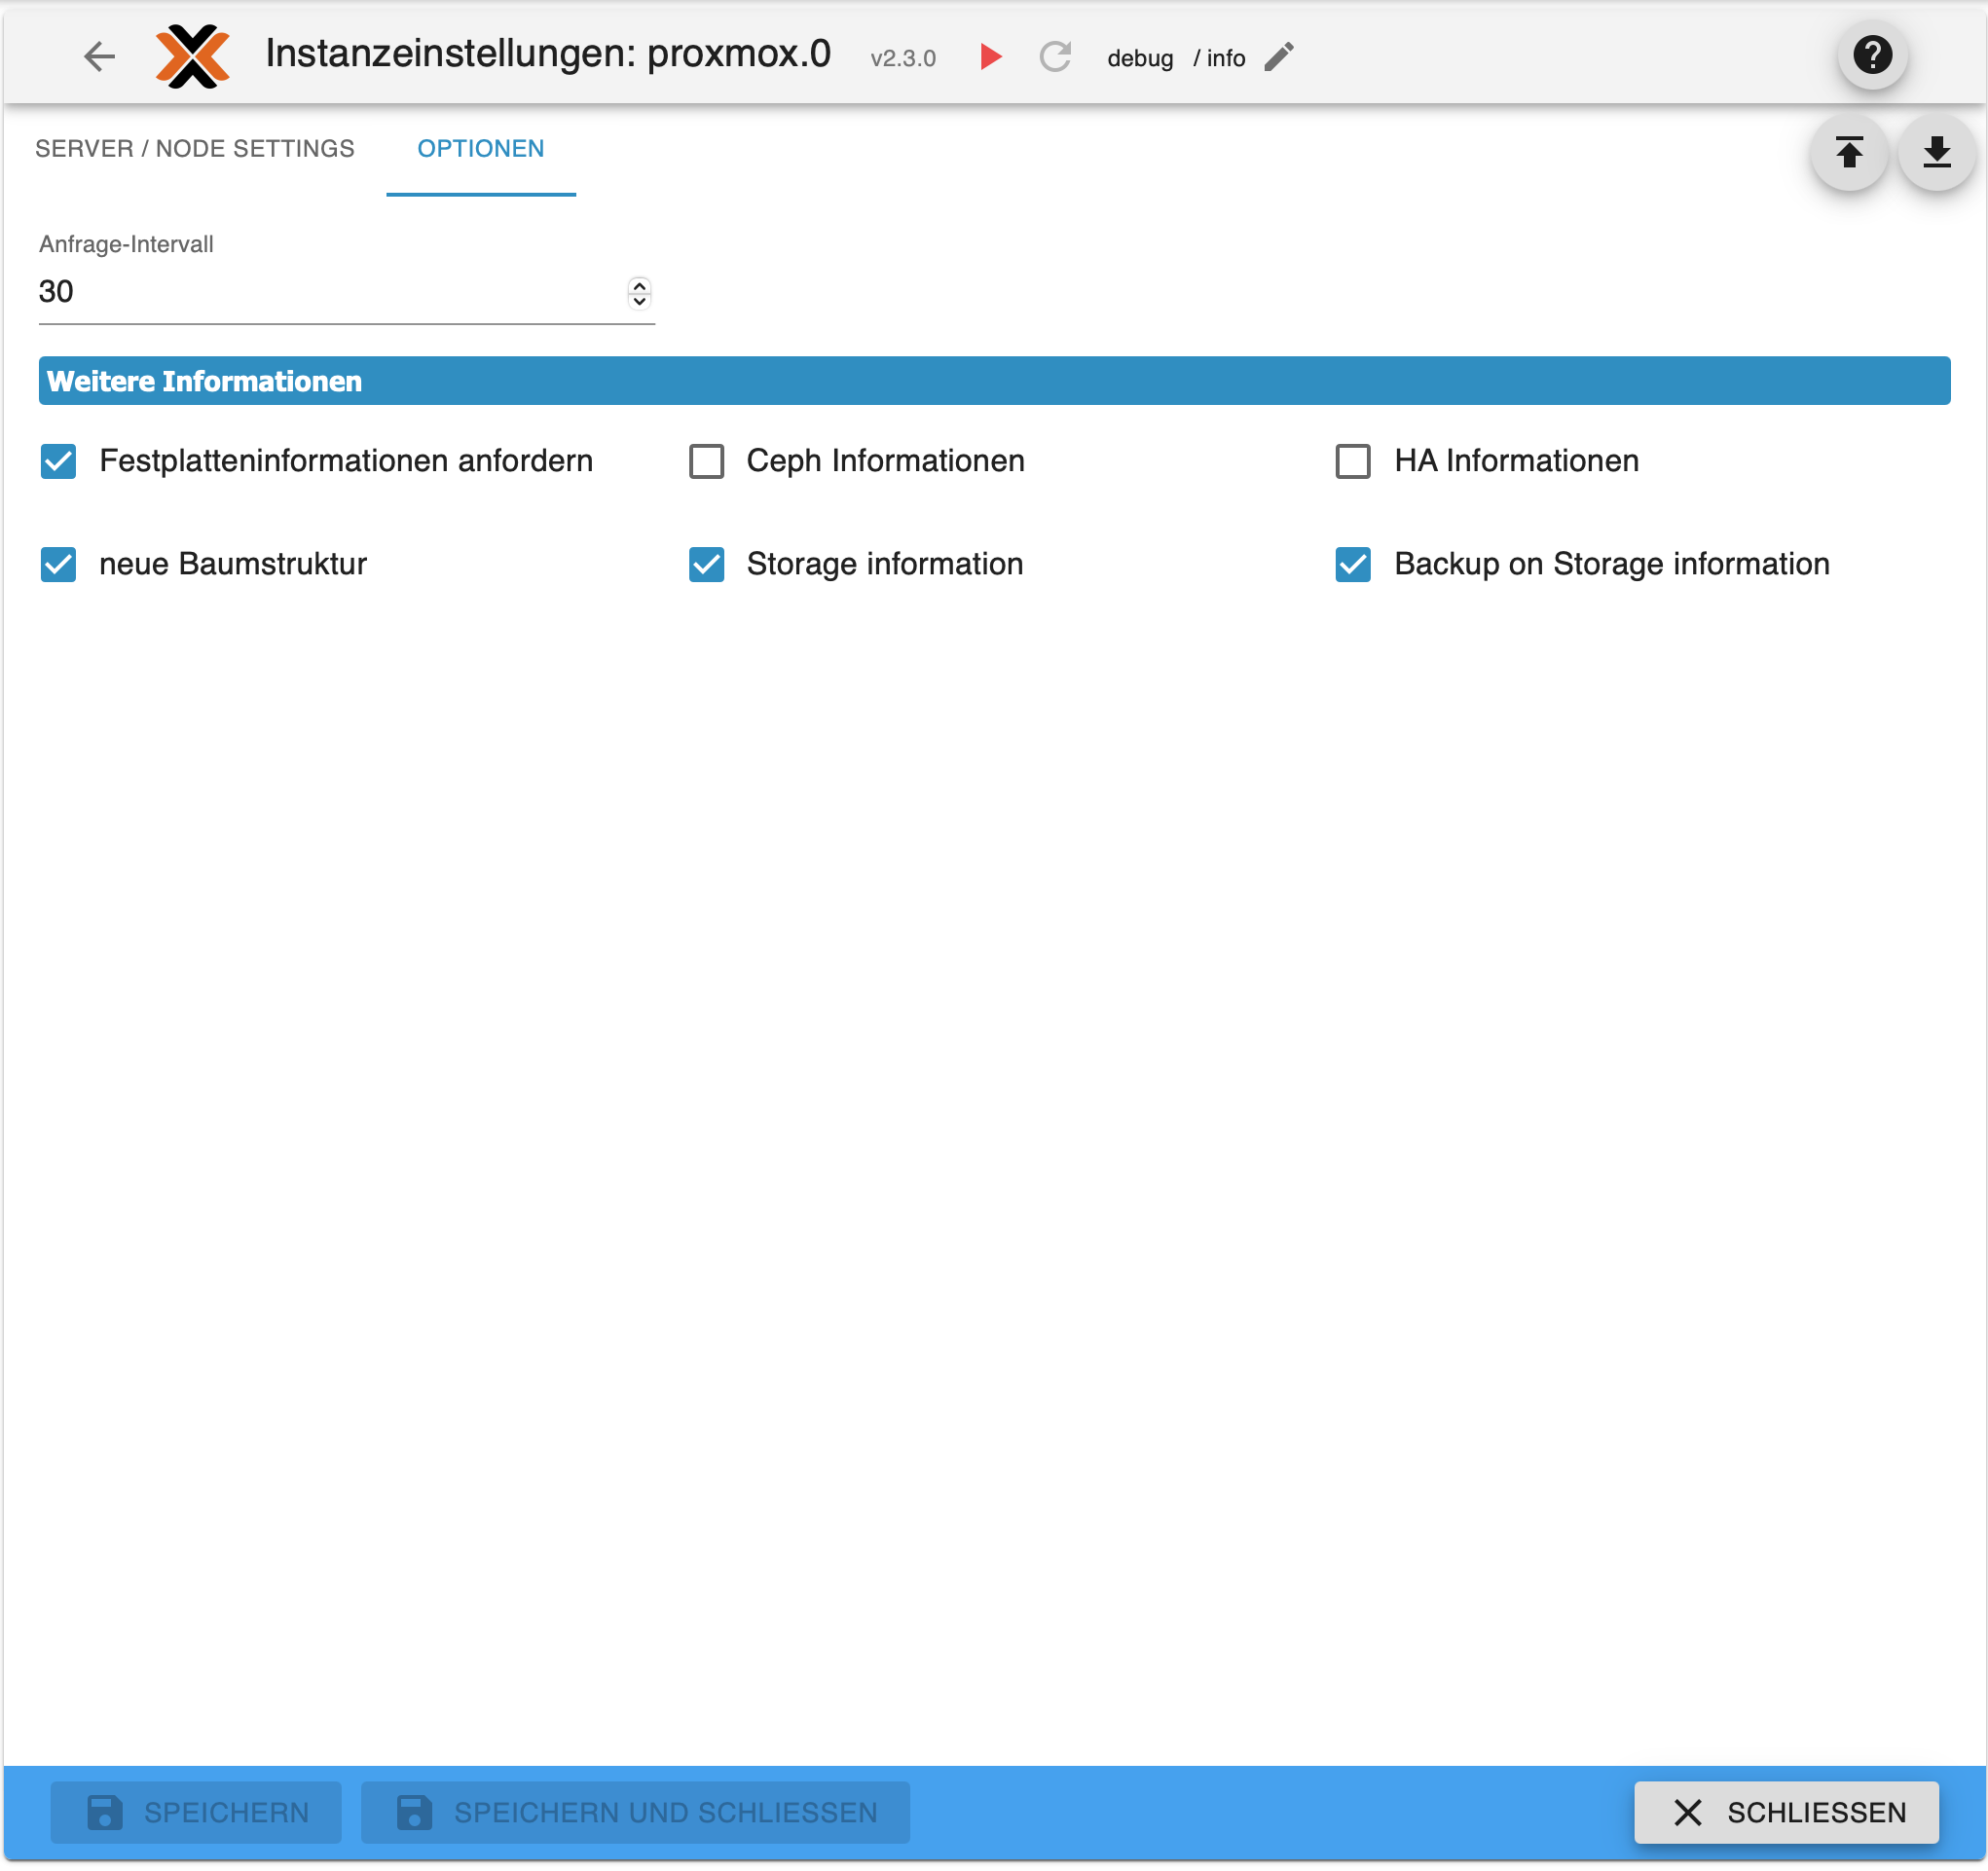 Instanzeinstellungen: proxmox.0 v2.3.0 debug / info
SERVER / NODE SETTINGS OPTIONEN
Anfrage-Intervall
30
Weitere Informationen
Festplatteninformationen anfordern Ceph Informationen HA Informationen
neue Baumstruktur Storage information Backup on Storage information
SPEICHERN SPEICHERN UND SCHLIESSEN SCHLIESSEN